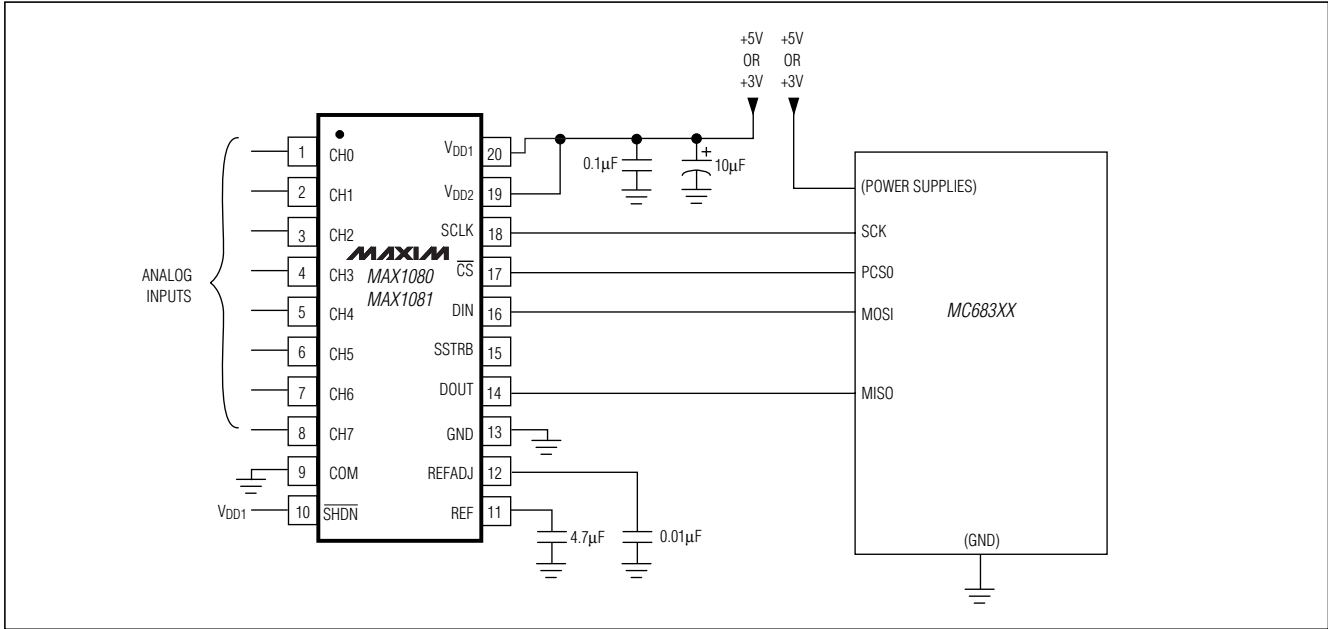 +5V
OR
+3V
+5V
OR
+3V
ANALOG
INPUTS
1 CH0
2 CH1
3 CH2
4 CH3
5 CH4
6 CH5
7 CH6
8 CH7
9 COM
VDD1 10 SHDN
MAXIM
MAX1080
MAX1081
VDD1 20
VDD2 19
SCLK 18
CS 17
DIN 16
SSTRB 15
DOUT 14
GND 13
REFADJ 12
REF 11
0.1µF
+
10µF
4.7µF
0.01µF
(POWER SUPPLIES)
SCK
PCS0
MOSI
MISO
MC683XX
(GND)